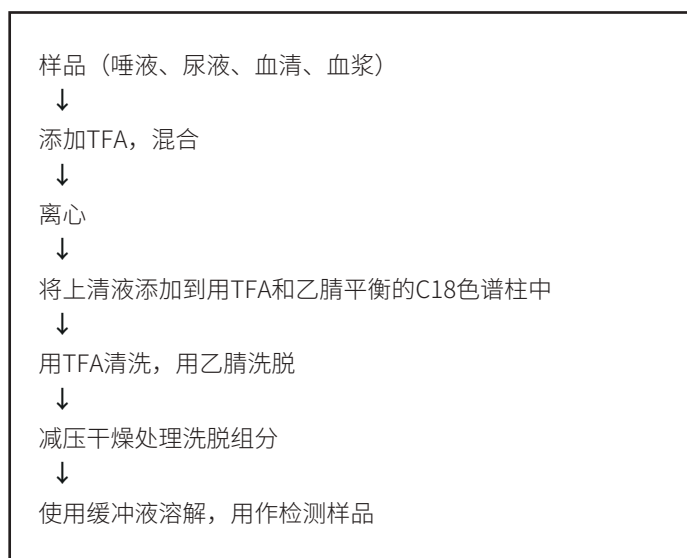 样品（唾液、尿液、血清、血浆）
↓
添加TFA，混合
↓
离心
↓
将上清液添加到用TFA和乙腈平衡的C18色谱柱中
↓
用TFA清洗，用乙腈洗脱
↓
减压干燥处理洗脱组分
↓
使用缓冲液溶解，用作检测样品